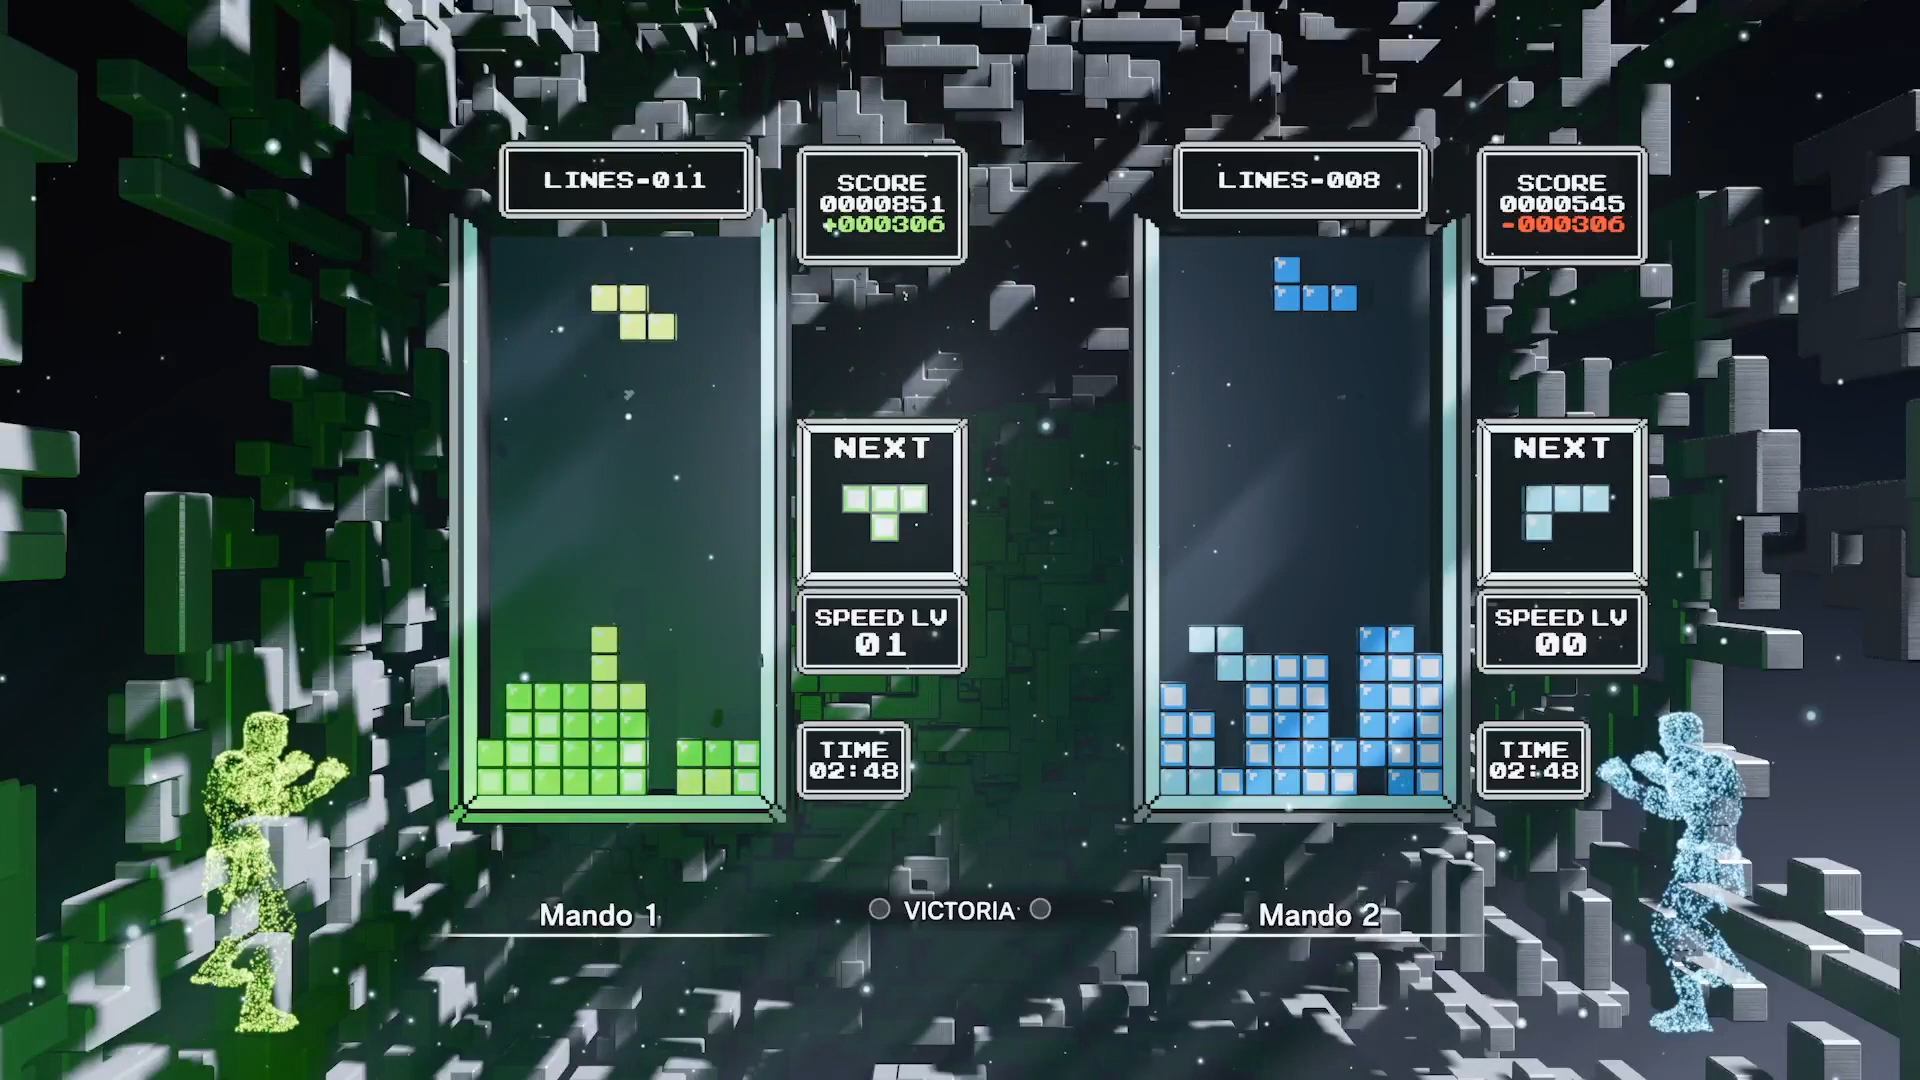 LINES-011
SCORE
0000851
+000306
NEXT
SPEED LV
01
TIME
02:48
Mando 1
VICTORIA
LINES-008
SCORE
0000545
-000306
NEXT
SPEED LV
00
TIME
02:48
Mando 2